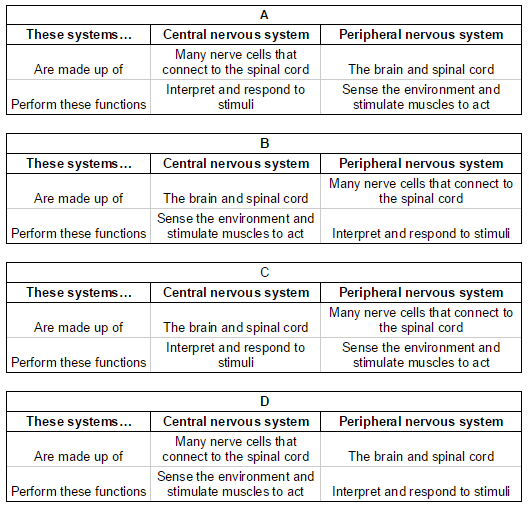 A
These systems… Central nervous system Peripheral nervous system
Many nerve cells that
Are made up of connect to the spinal cord The brain and spinal cord
Interpret and respond to Sense the environment and
Perform these functions stimuli stimulate muscles to act
B
These systems… Central nervous system Peripheral nervous system
Many nerve cells that connect to
Are made up of The brain and spinal cord the spinal cord
Sense the environment and
Perform these functions stimulate muscles to act Interpret and respond to stimuli
C
These systems… Central nervous system Peripheral nervous system
Many nerve cells that connect to
Are made up of The brain and spinal cord the spinal cord
Interpret and respond to Sense the environment and
Perform these functions stimuli stimulate muscles to act
D
These systems… Central nervous system Peripheral nervous system
Many nerve cells that
Are made up of connect to the spinal cord The brain and spinal cord
Sense the environment and
Perform these functions stimulate muscles to act Interpret and respond to stimuli